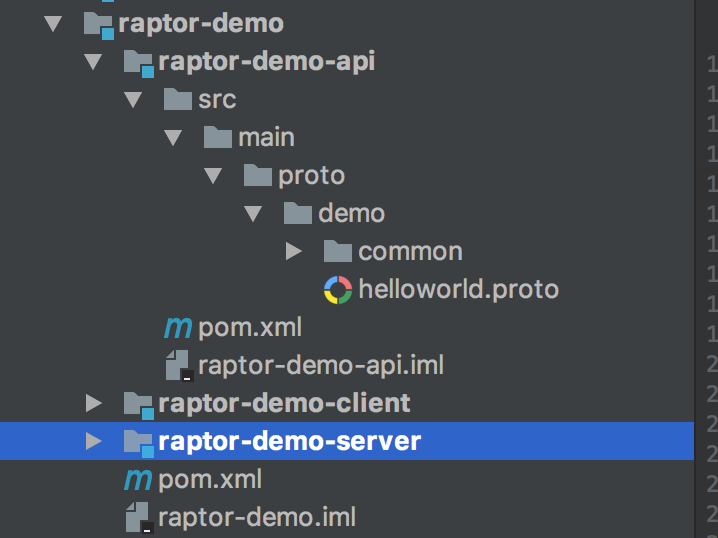 raptor-demo
raptor-demo-api
src
main
proto
demo
common
helloworld.proto
pom.xml
raptor-demo-api.iml
raptor-demo-client
raptor-demo-server
pom.xml
raptor-demo.iml